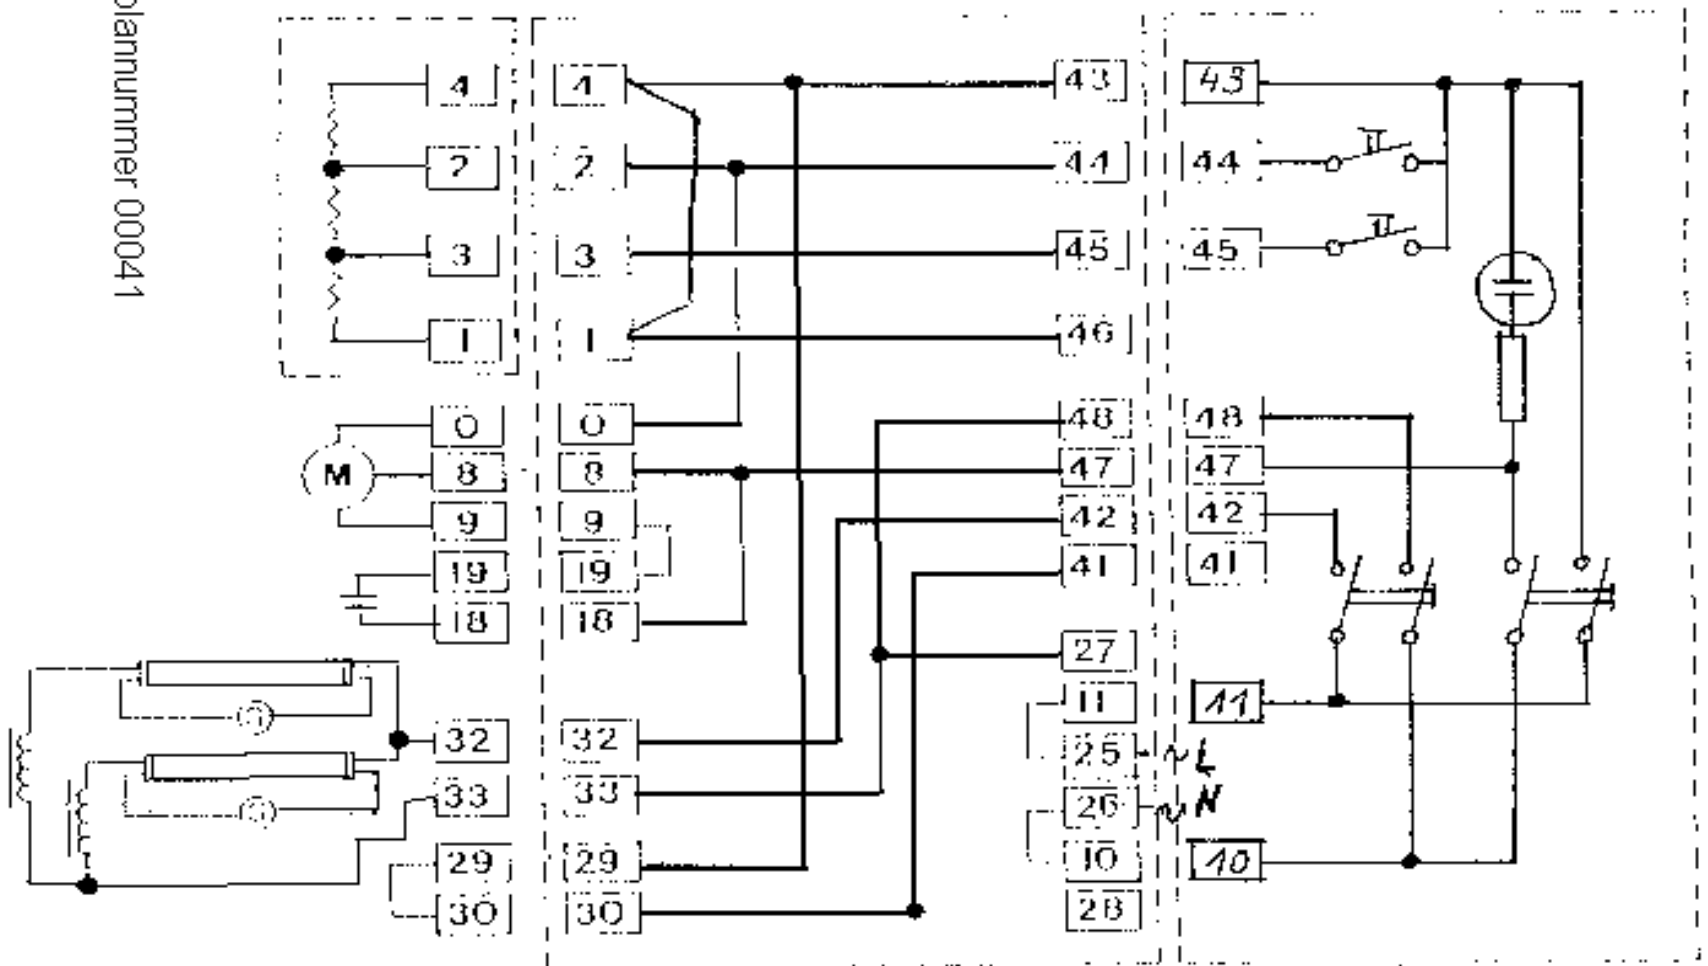 plannummer 00041
4 4 43 43
2 2 44 44 II
3 3 45 45 II
1 1 46
0 0 48 48
M 8 8 47 47
9 9 42 42
19 19 41 41
18 18
27
11 11
32 32 25 ~ L
33 33 26 ~ N
29 29 10 10
30 30 28